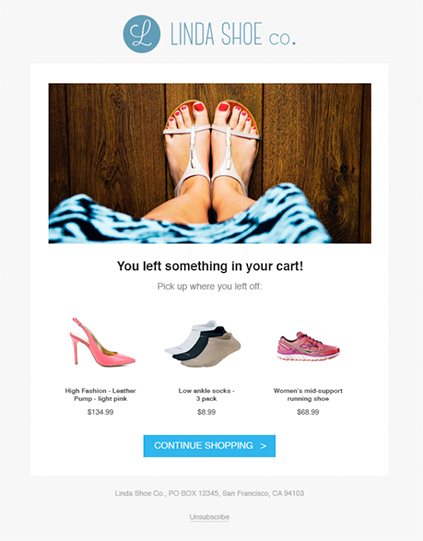 L LINDA SHOE CO.
You left something in your cart!
Pick up where you left off:
High Fashion - Leather
Pump - light pink
$134.99
Low ankle socks -
3 pack
$8.99
Women's mid-support
running shoe
$68.99
CONTINUE SHOPPING >
Linda Shoe Co., PO BOX 12345, San Francisco, CA 94103
Unsubscribe